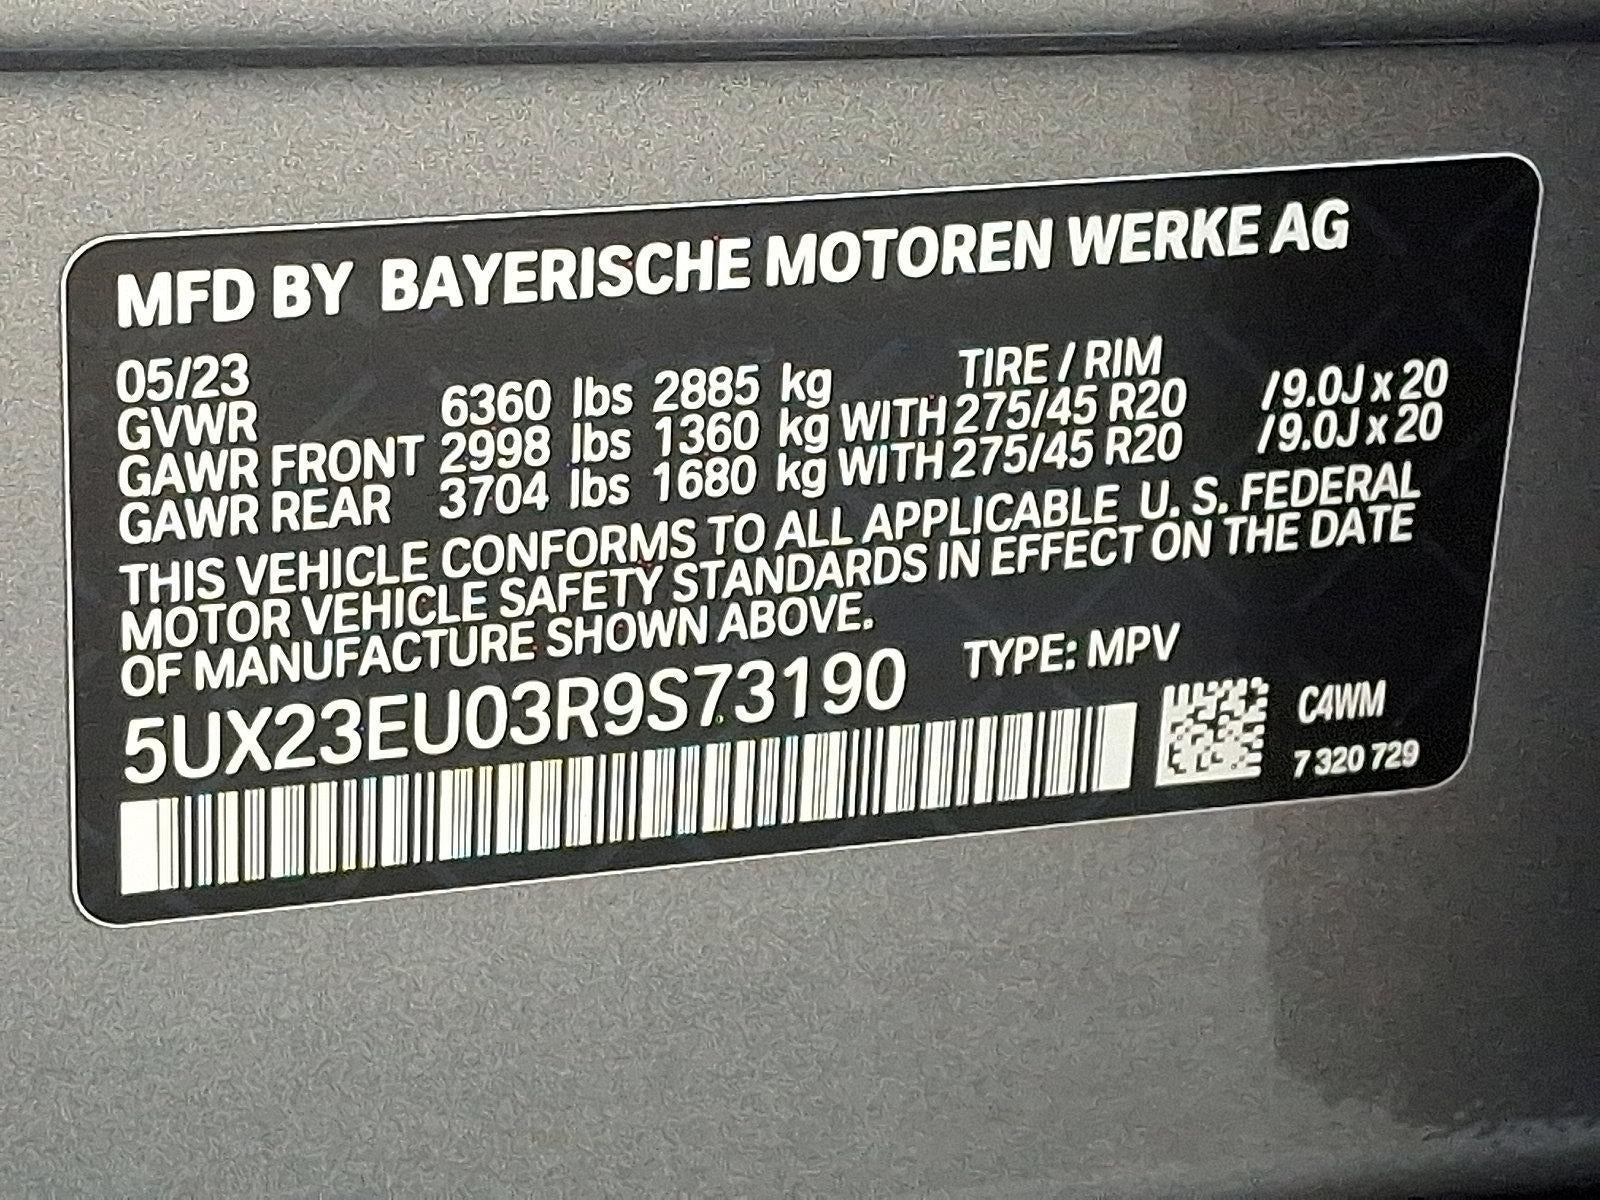 MFD BY BAYERISCHE MOTOREN WERKE AG
05/23 TIRE / RIM
GVWR 6360 lbs 2885 kg
GAWR FRONT 2998 lbs 1360 kg WITH 275/45 R20 /9.0J x 20
GAWR REAR 3704 lbs 1680 kg WITH 275/45 R20 /9.0J x 20
THIS VEHICLE CONFORMS TO ALL APPLICABLE U. S. FEDERAL
MOTOR VEHICLE SAFETY STANDARDS IN EFFECT ON THE DATE
OF MANUFACTURE SHOWN ABOVE.
5UX23EU03R9S73190 TYPE: MPV
C4WM
7 320 729